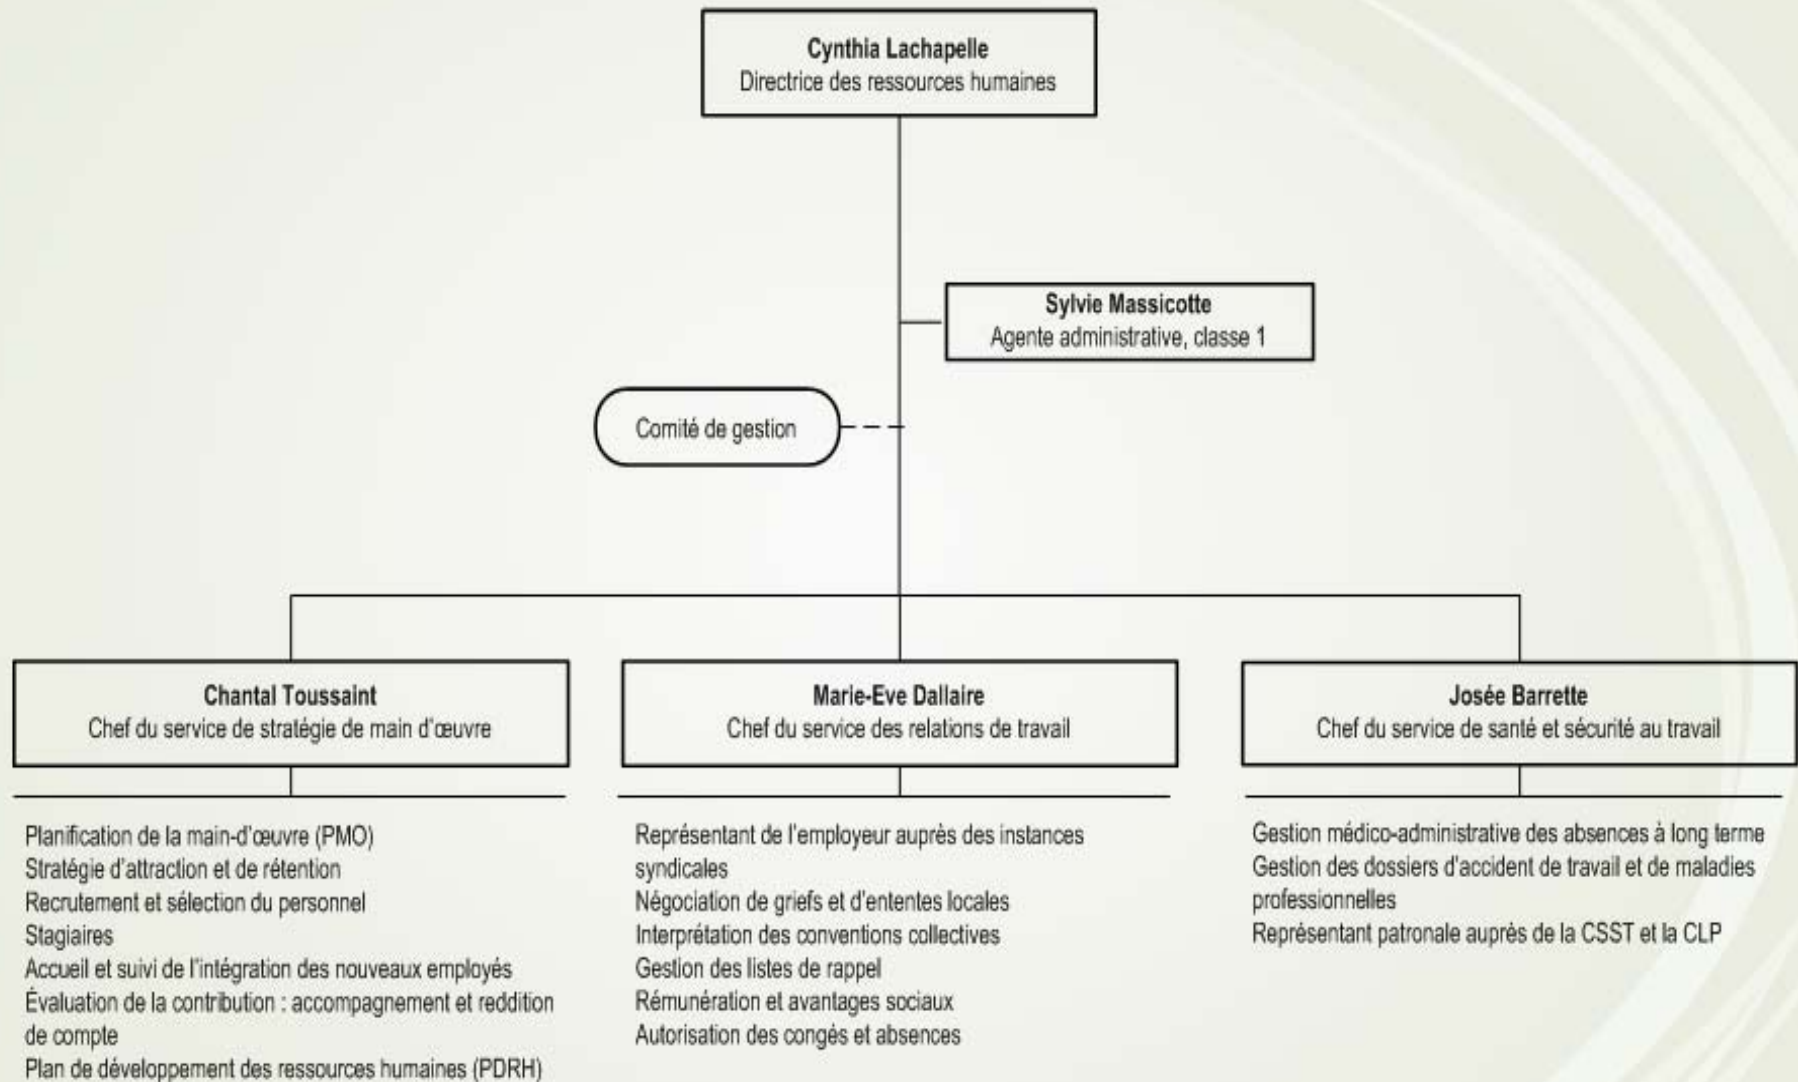 Cynthia Lachapelle
Directrice des ressources humaines
Sylvie Massicotte
Agente administrative, classe 1
Comité de gestion
Chantal Toussaint
Chef du service de stratégie de main d'œuvre
Marie-Eve Dallaire
Chef du service des relations de travail
Josée Barrette
Chef du service de santé et sécurité au travail
Planification de la main-d'œuvre (PMO)
Stratégie d'attraction et de rétention
Recrutement et sélection du personnel
Stagiaires
Accueil et suivi de l'intégration des nouveaux employés
Évaluation de la contribution : accompagnement et reddition
de compte
Plan de développement des ressources humaines (PDRH)
Représentant de l'employeur auprès des instances
syndicales
Négociation de griefs et d'ententes locales
Interprétation des conventions collectives
Gestion des listes de rappel
Rémunération et avantages sociaux
Autorisation des congés et absences
Gestion médico-administrative des absences à long terme
Gestion des dossiers d'accident de travail et de maladies
professionnelles
Représentant patronale auprès de la CSST et la CLP